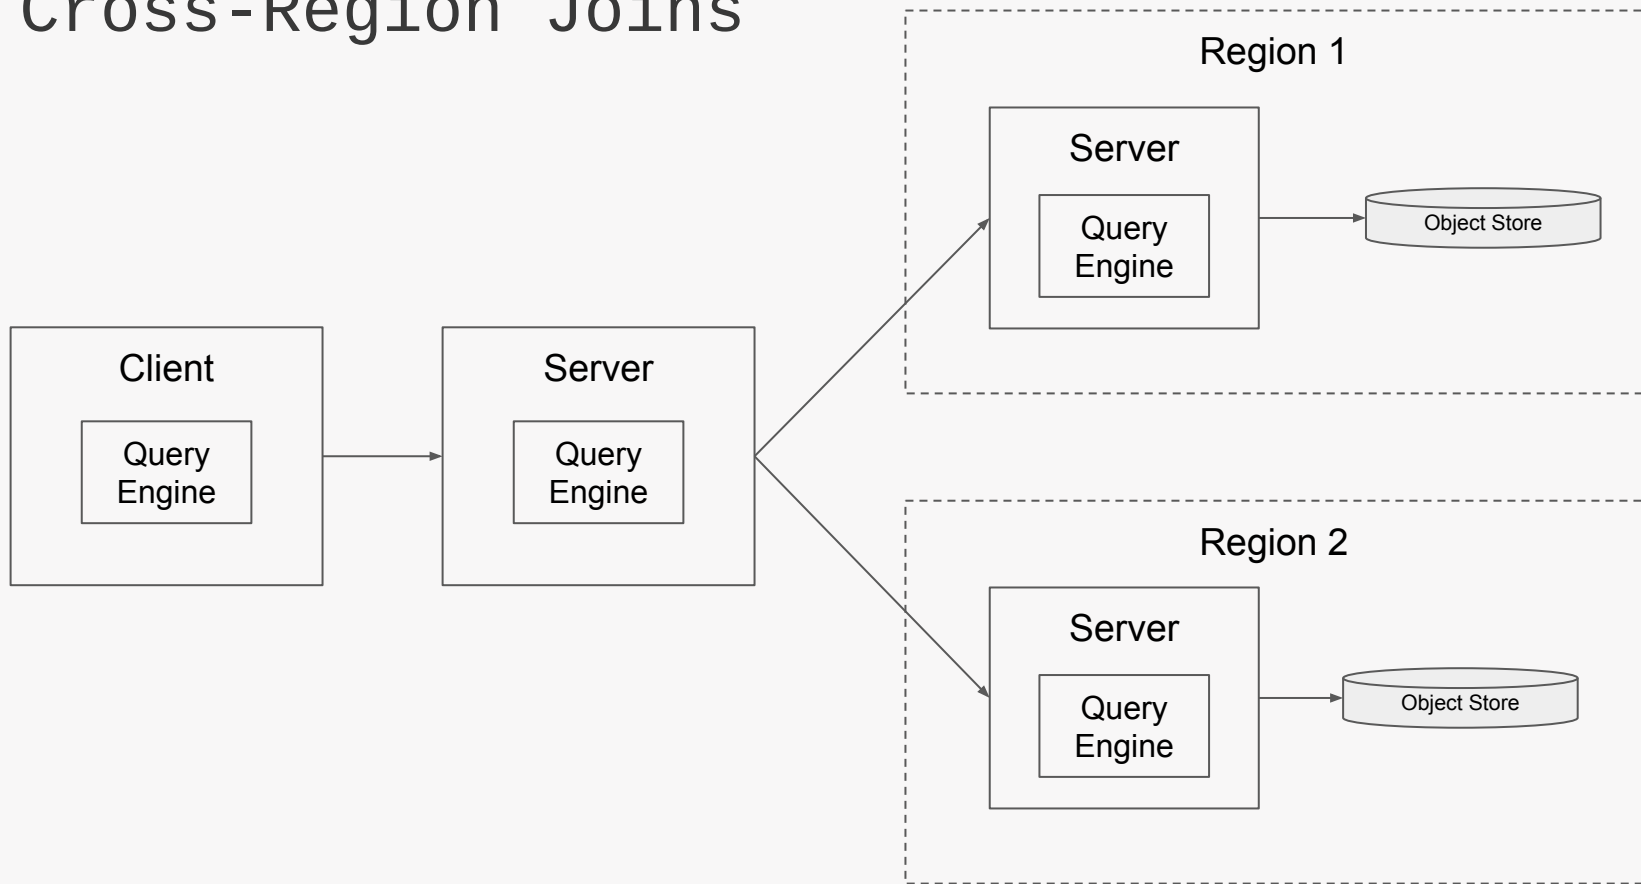 Cross-Region Joins
Client
Query
Engine
Server
Query
Engine
Region 1
Server
Query
Engine
Object Store
Region 2
Server
Query
Engine
Object Store